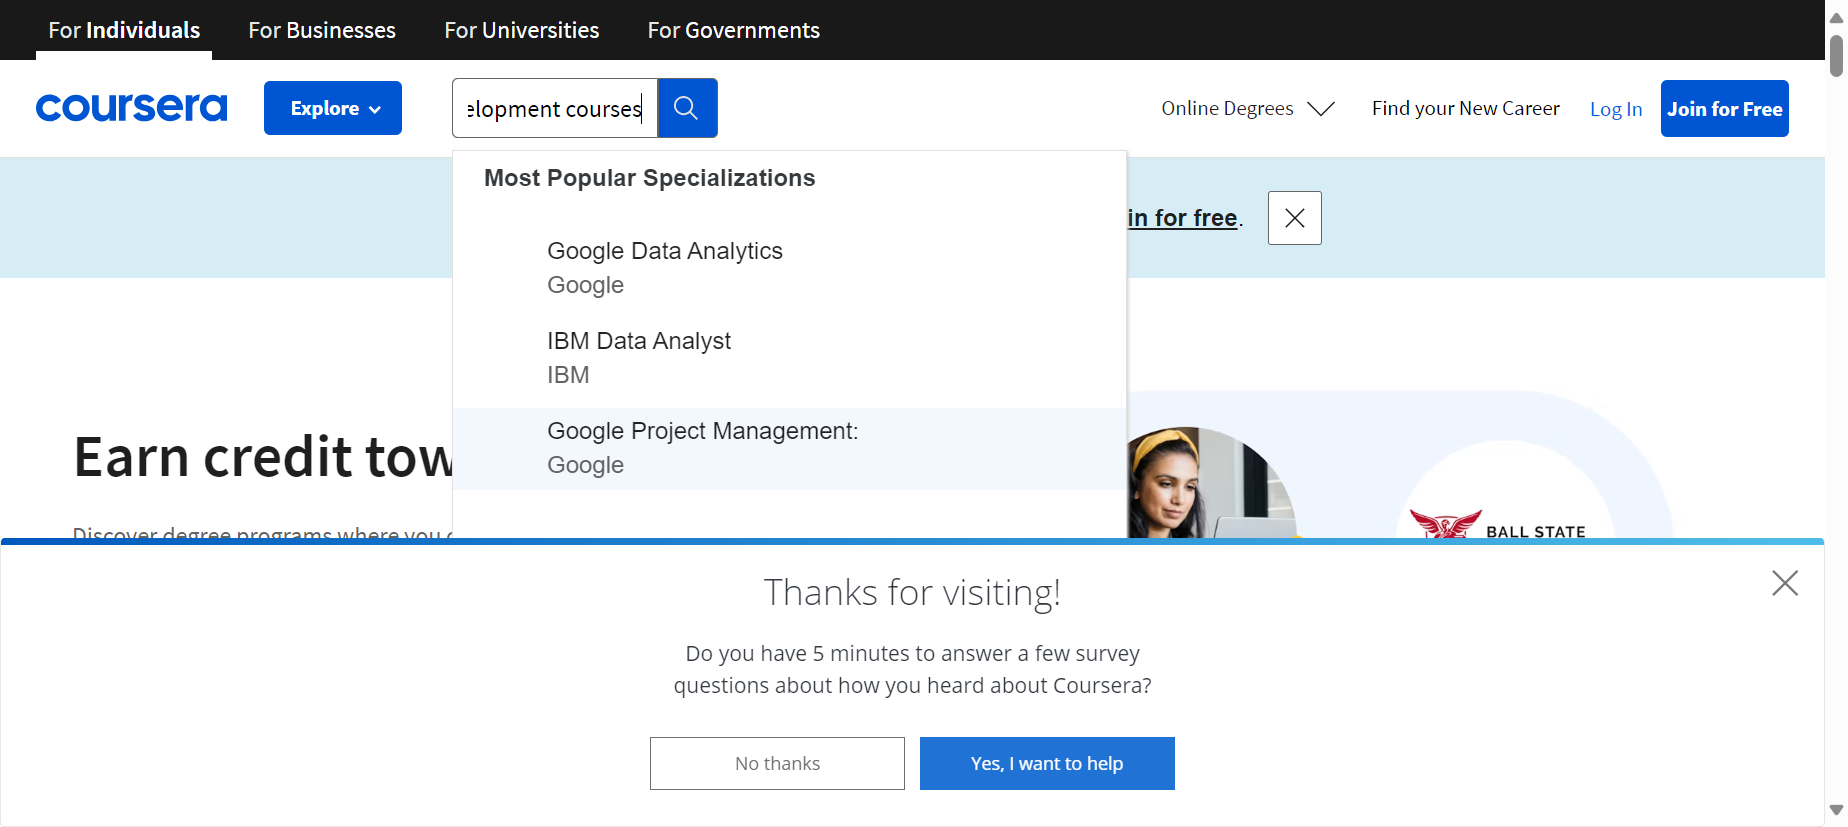 For Individuals
For Businesses
For Universities
For Governments
coursera
Explore
elopment courses
Online Degrees
Find your New Career
Log In
Join for Free
Most Popular Specializations
in for free.
Google Data Analytics
Google
IBM Data Analyst
IBM
Google Project Management:
Google
Earn credit tow
Discover degree programs where you c
BALL STATE
Thanks for visiting!
Do you have 5 minutes to answer a few survey
questions about how you heard about Coursera?
No thanks
Yes, I want to help